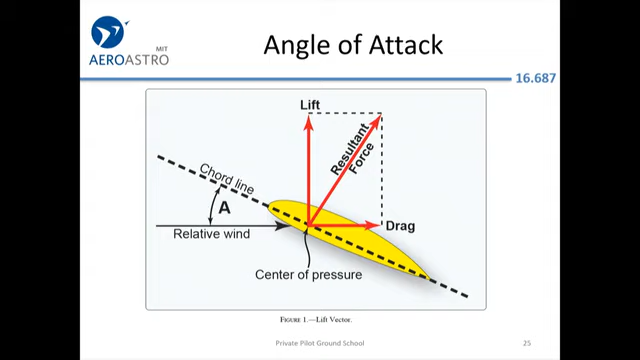 MIT
AEROASTRO
Angle of Attack
16.687
Lift
Resultant
Force
Chord line
A
Relative wind
Drag
Center of pressure
FIGURE 1.—Lift Vector.
Private Pilot Ground School
25